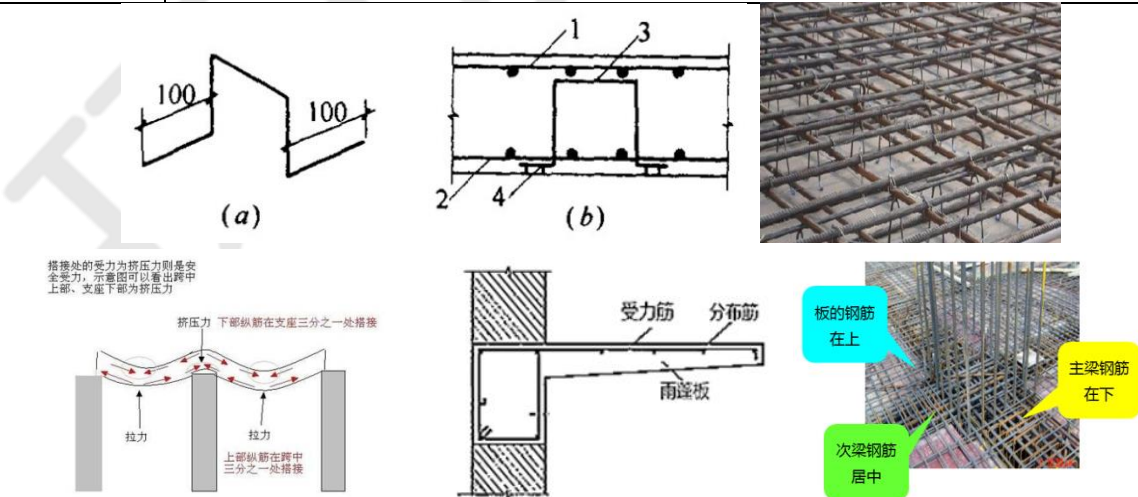 100
100
(a)
1
3
2
4
(b)
搭接处的受力为挤压力则是安
全受力，示意图可以看出跨中
上部、支座下部为挤压力
挤压力
下部纵筋在支座三分之一处搭接
拉力
拉力
上部纵筋在跨中
三分之一处搭接
受力筋
分布筋
雨蓬板
板的钢筋
在上
主梁钢筋
在下
次梁钢筋
居中